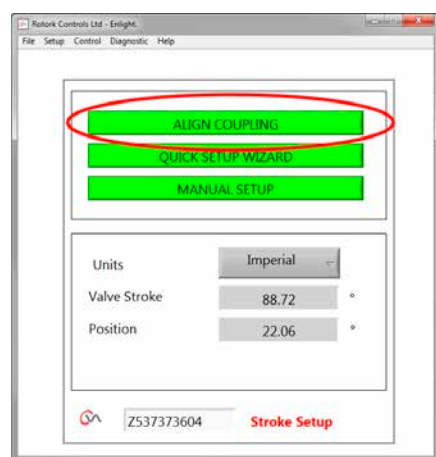 Rotork Controls Ltd - Enlight.
File Setup Control Diagnostic Help
ALIGN COUPLING
QUICK SETUP WIZARD
MANUAL SETUP
Units Imperial
Valve Stroke 88.72 °
Position 22.06 °
Z537373604 Stroke Setup